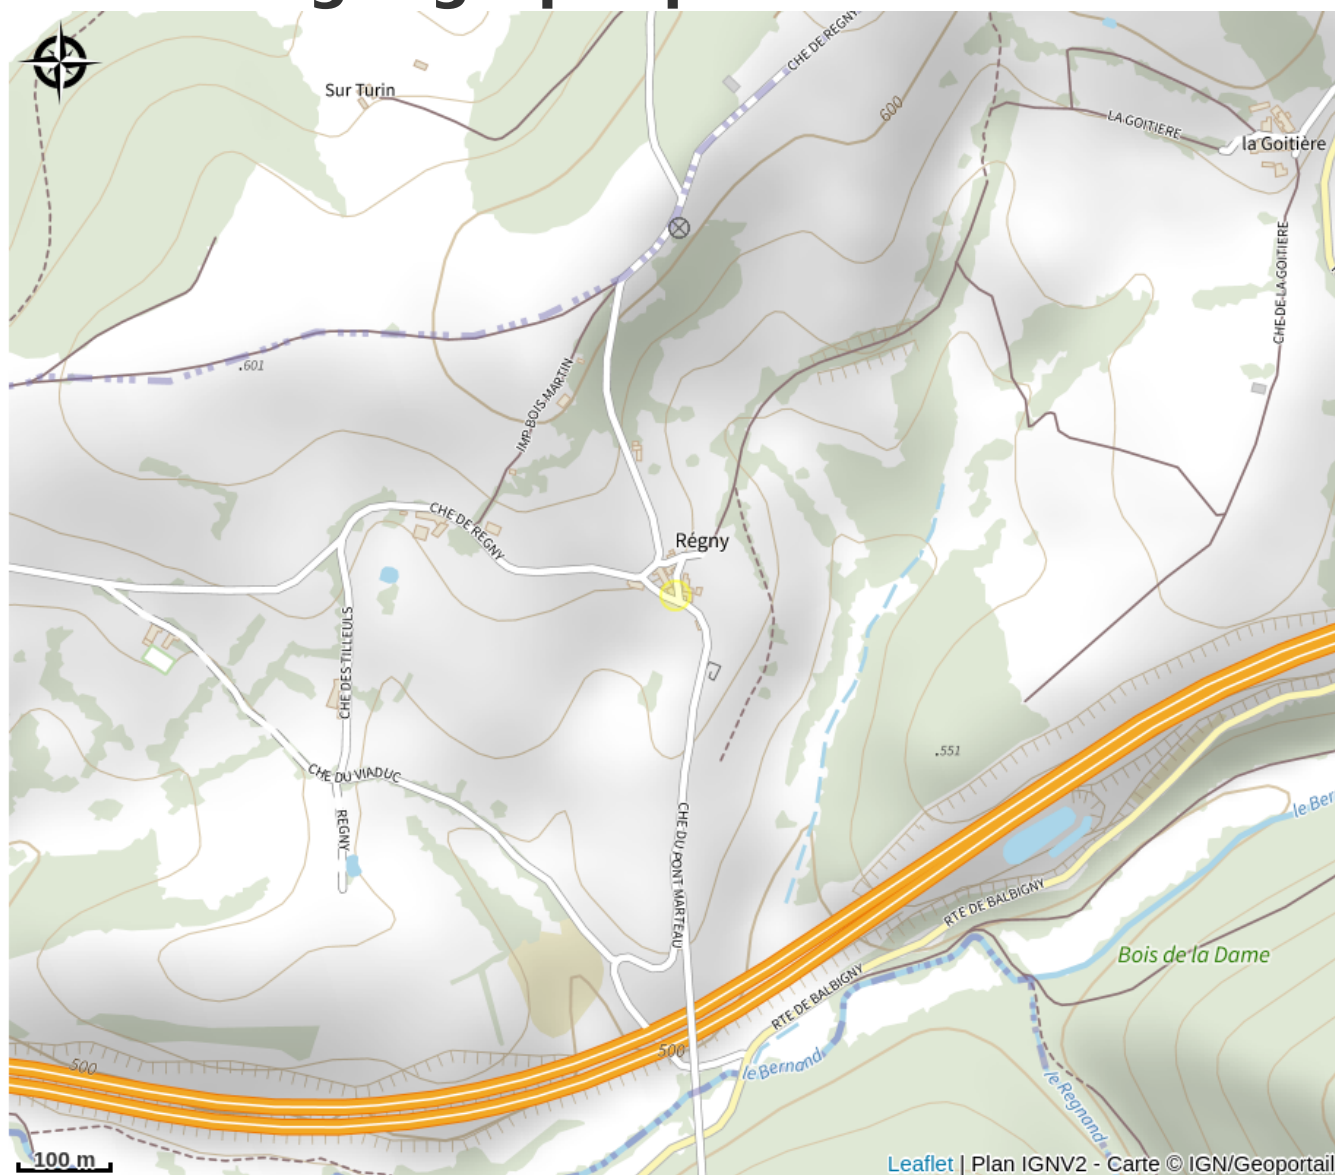 CHE DE REGNY
Sur Turin
600
LA GOITIERE
la Goitière
CHE DE LA GOITIERE
.601
IMP BOIS MARTIN
CHE DE REGNY
Régny
CHE DES TILLEULS
.551
CHE DU VIADUC
REGNY
CHE DU PONT MARTEAU
le Ber
RTE DE BALBIGNY
Bois de la Dame
RTE DE BALBIGNY
500
500
le Bernand
le Regnand
100 m
Leaflet | Plan IGNV2 - Carte © IGN/Geoportail